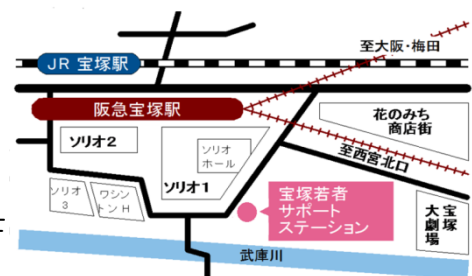 至大阪・梅田
JR 宝塚駅
阪急宝塚駅
花のみち
商店街
ソリオ2
ソリオ
ホール
至西宮北口
ソリオ1
ソリオ
3
ワシン
トンH
宝塚若者
サポート
ステーション
宝塚
大劇場
武庫川